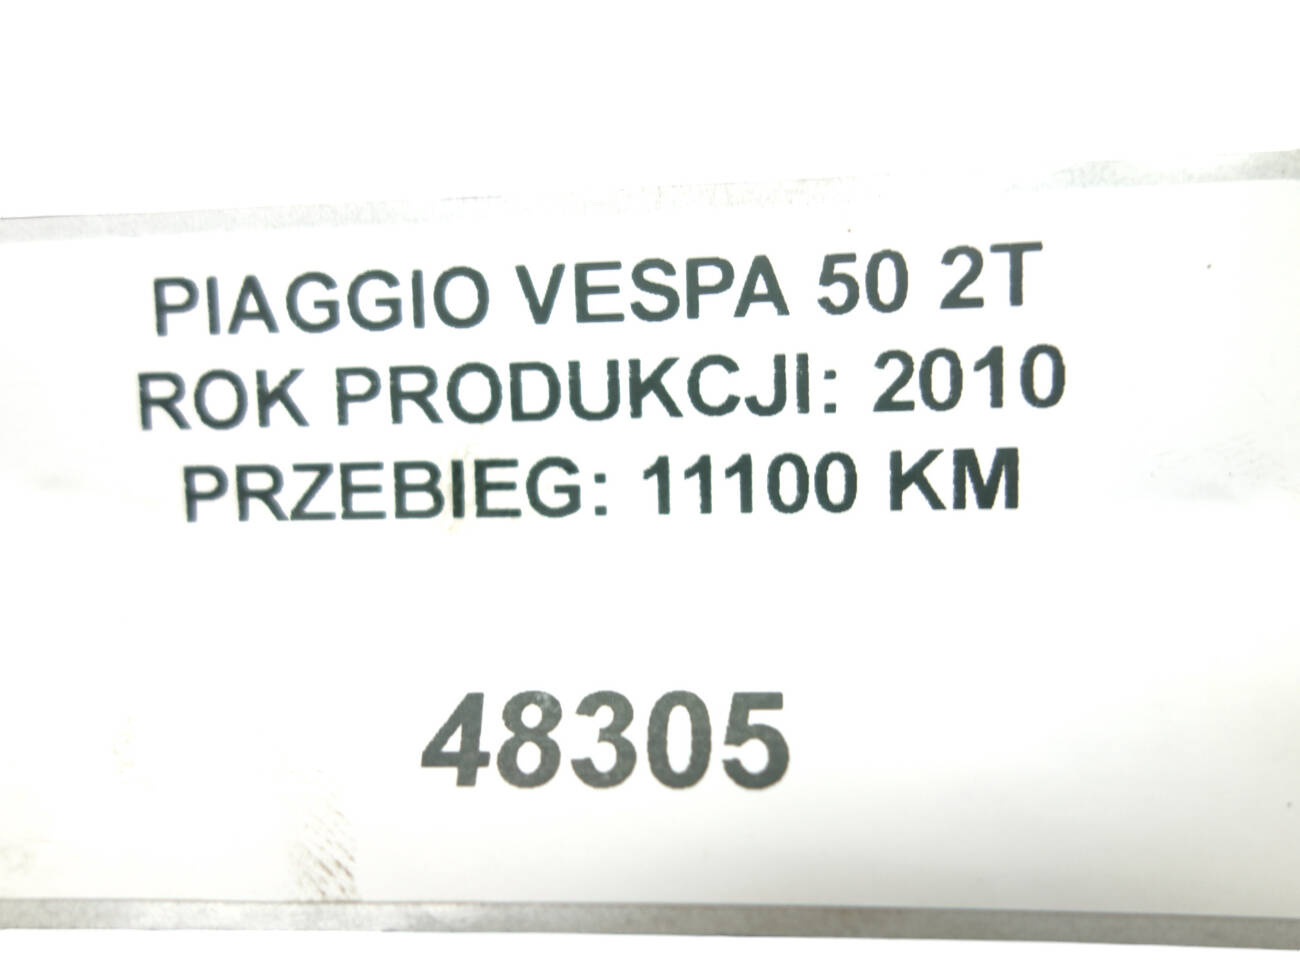 PIAGGIO VESPA 50 2T
ROK PRODUKCJI: 2010
PRZEBIEG: 11100 KM
48305